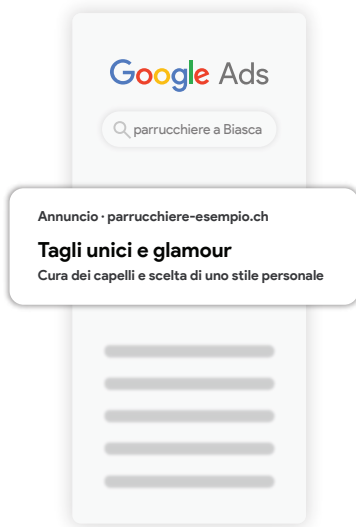 Google Ads
parrucchiere a Biasca
Annuncio · parrucchiere-esempio.ch
Tagli unici e glamour
Cura dei capelli e scelta di uno stile personale